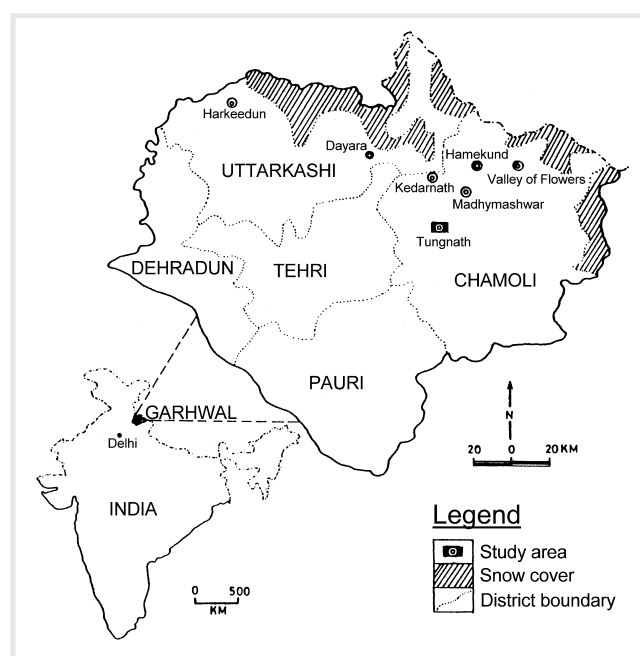 Harkeedun
Dayara
Hamekund
UTTARKASHI
Kedarnath
Valley of Flowers
Madhymashwar
Tungnath
DEHRADUN
TEHRI
CHAMOLI
PAURI
GARHWAL
Delhi
N
20 0 20 KM
INDIA
Legend
Study area
Snow cover
District boundary
0 500
KM